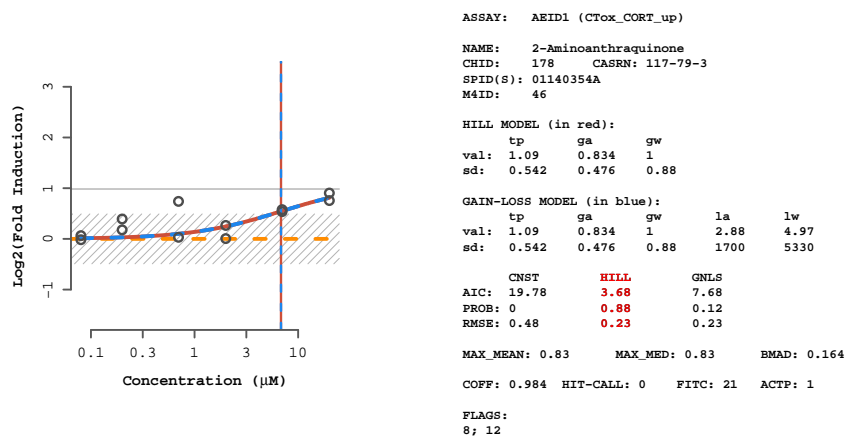 ASSAY: AEID1 (CTox_CORT_up)
NAME: 2-Aminoanthraquinone
CHID: 178 CASRN: 117-79-3
SPID(S): 01140354A
M4ID: 46
HILL MODEL (in red):
tp ga gw
val: 1.09 0.834 1
sd: 0.542 0.476 0.88
GAIN-LOSS MODEL (in blue):
tp ga gw la lw
val: 1.09 0.834 1 2.88 4.97
sd: 0.542 0.476 0.88 1700 5330
CNST HILL GNLS
AIC: 19.78 3.68 7.68
PROB: 0 0.88 0.12
RMSE: 0.48 0.23 0.23
MAX_MEAN: 0.83 MAX_MED: 0.83 BMAD: 0.164
COFF: 0.984 HIT-CALL: 0 FITC: 21 ACTP: 1
FLAGS:
8; 12
Log2(Fold Induction)
3
2
1
0
-1
0.1 0.3 1 3 10
Concentration (µM)